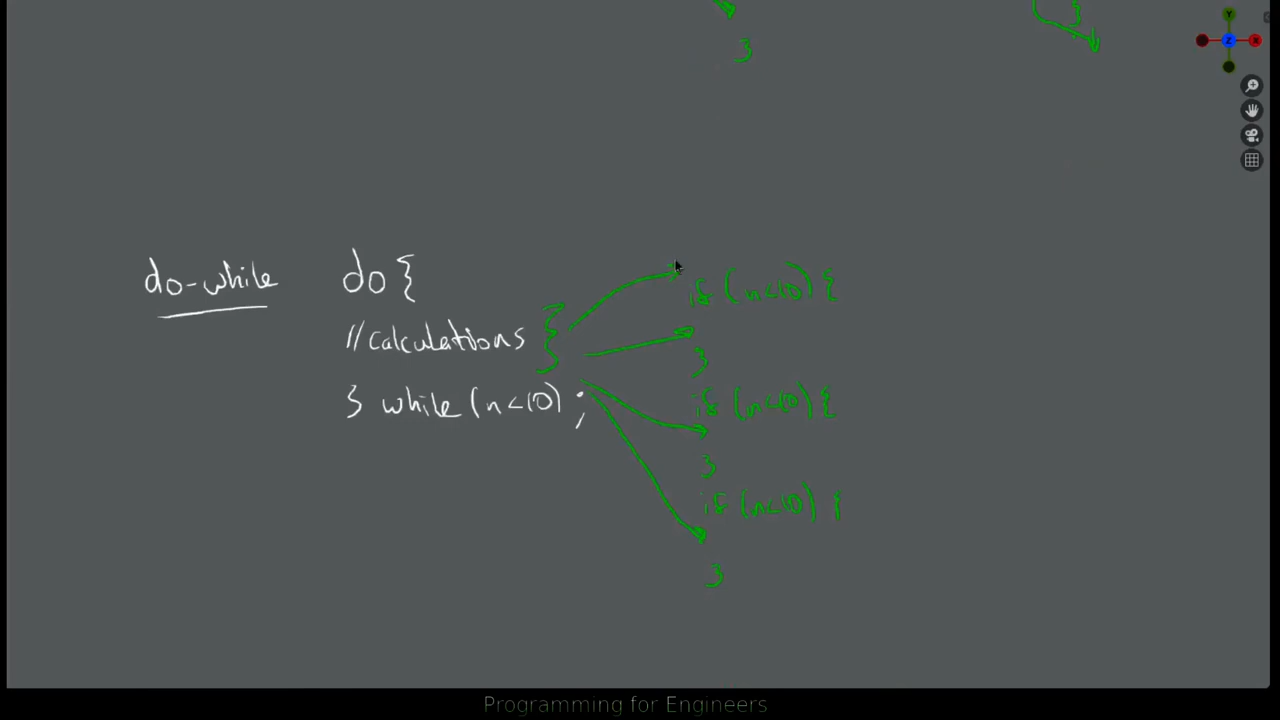 }
}
do-while do {
//calculations }
} while (n<10) ;
if (n<10) {
}
if (n<10) {
}
if (n<10) {
}
Programming for Engineers
Y
Z X